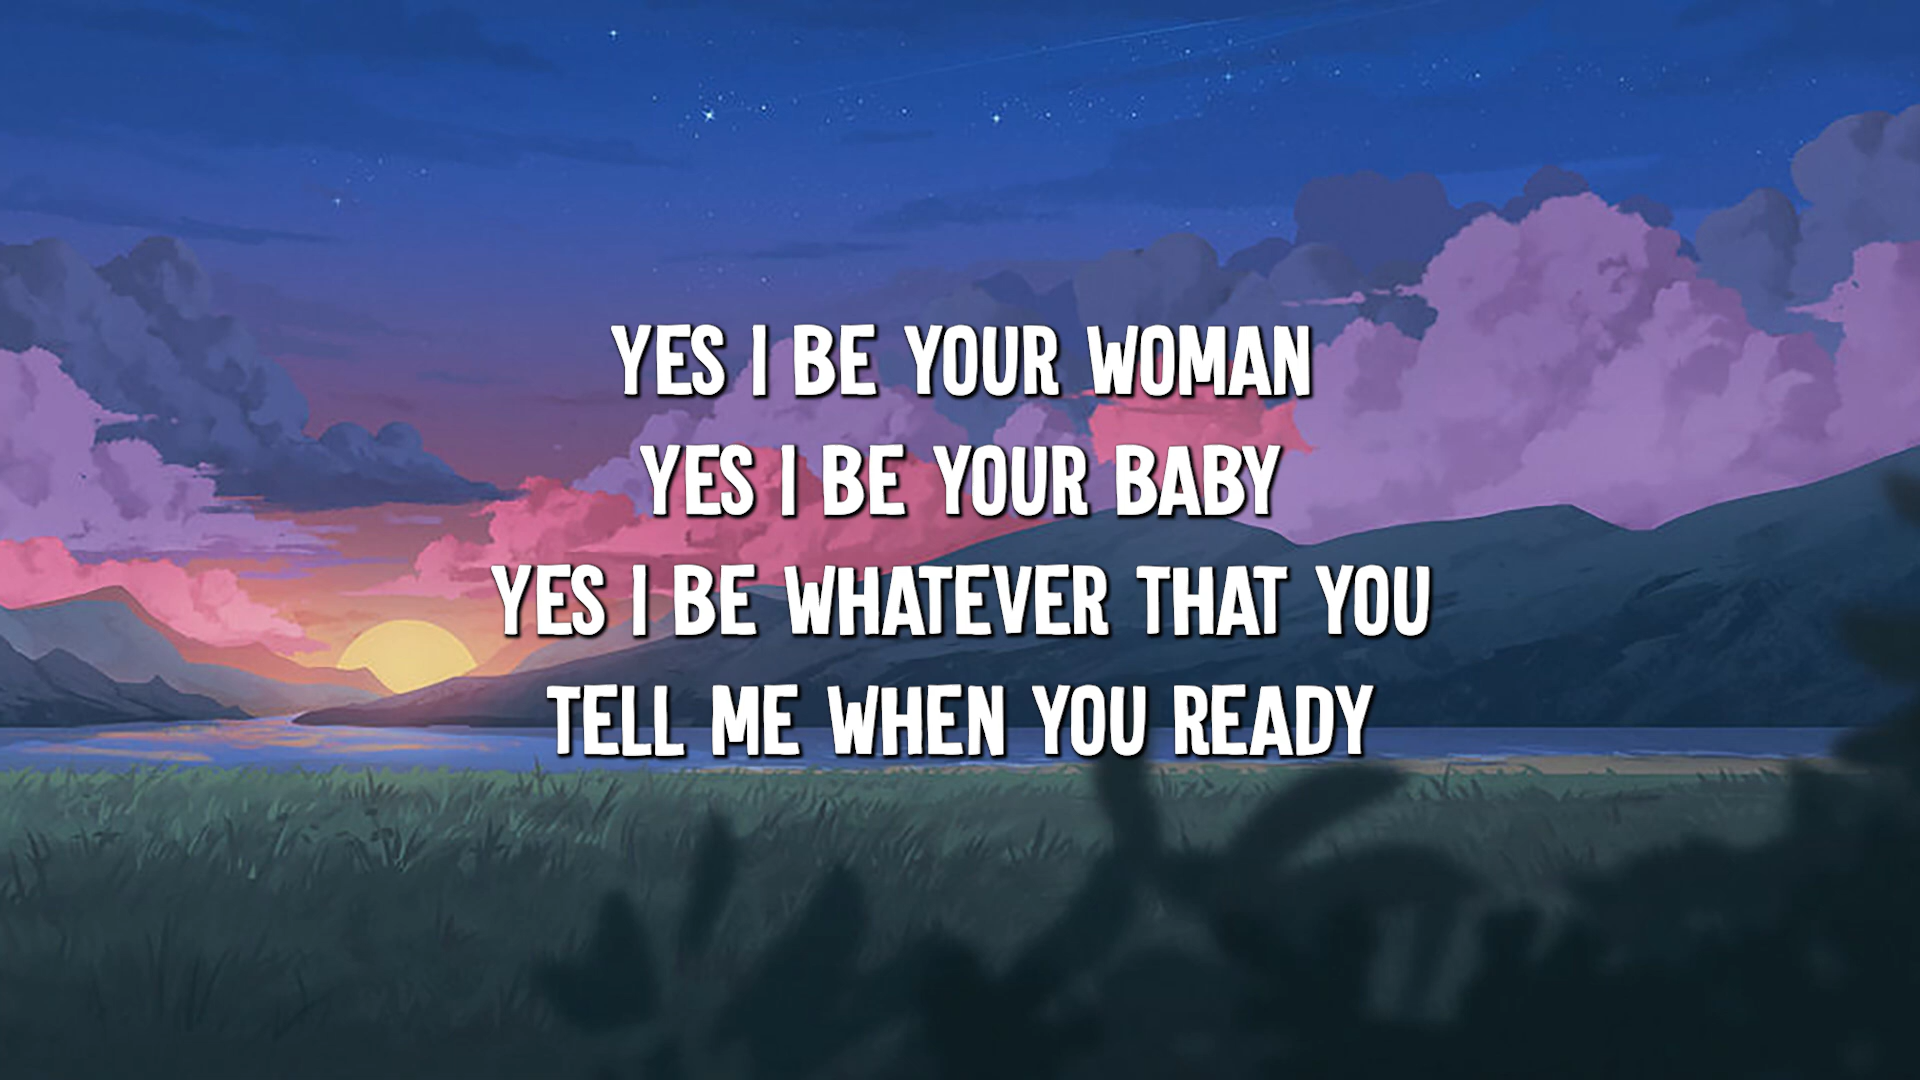 YES I BE YOUR WOMAN
YES I BE YOUR BABY
YES I BE WHATEVER THAT YOU
TELL ME WHEN YOU READY